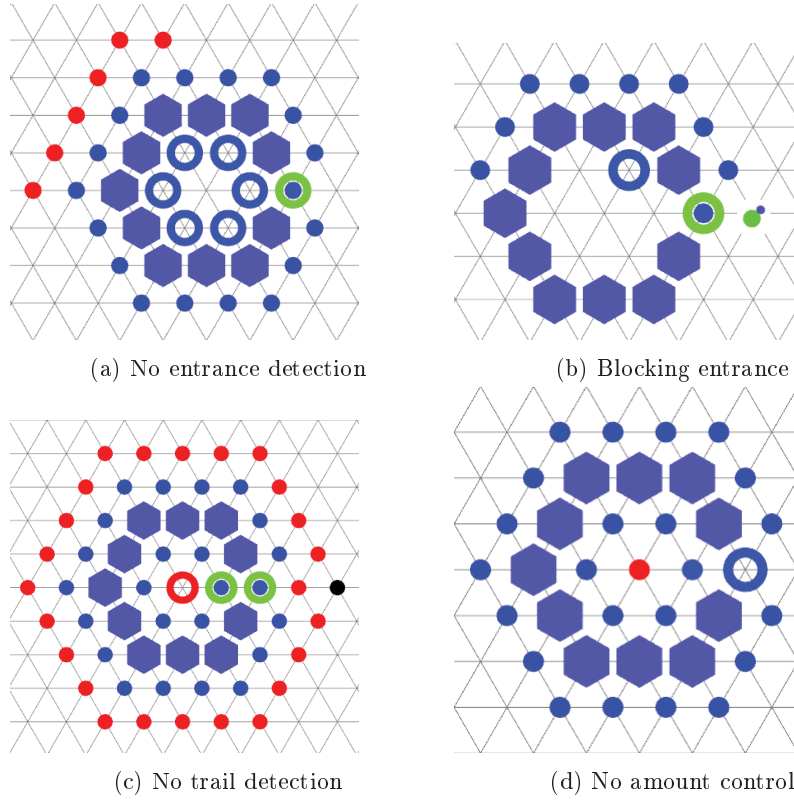 (a) No entrance detection
(b) Blocking entrance
(c) No trail detection
(d) No amount control